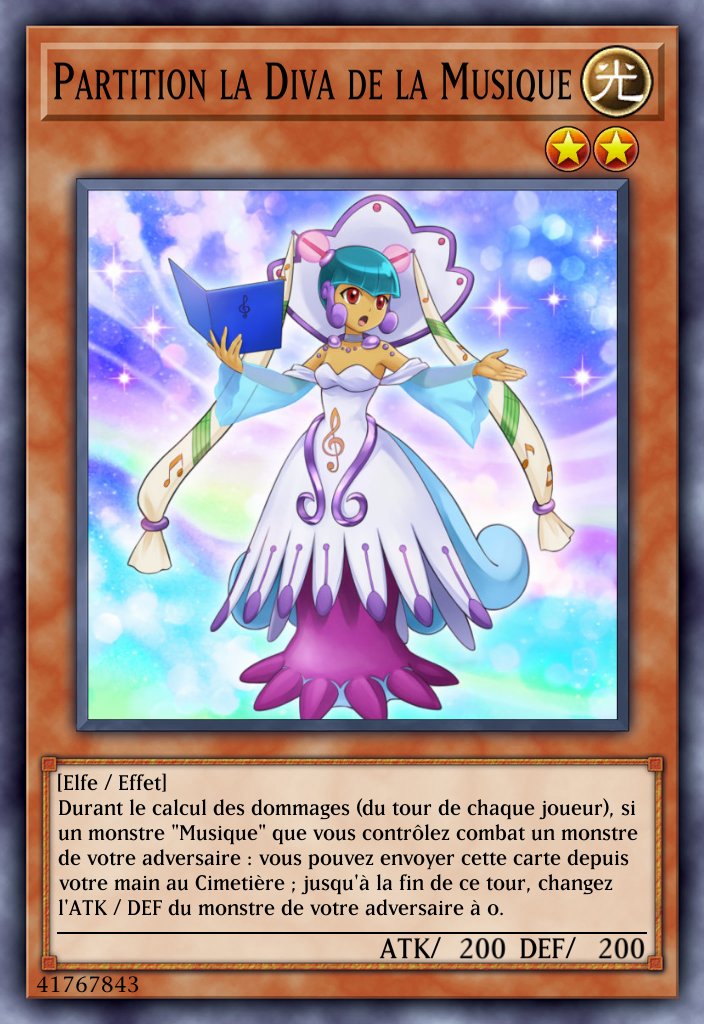 Partition la Diva de la Musique
光
[Elfe / Effet]
Durant le calcul des dommages (du tour de chaque joueur), si
un monstre "Musique" que vous contrôlez combat un monstre
de votre adversaire : vous pouvez envoyer cette carte depuis
votre main au Cimetière ; jusqu'à la fin de ce tour, changez
l'ATK / DEF du monstre de votre adversaire à 0.
ATK/ 200 DEF/ 200
41767843